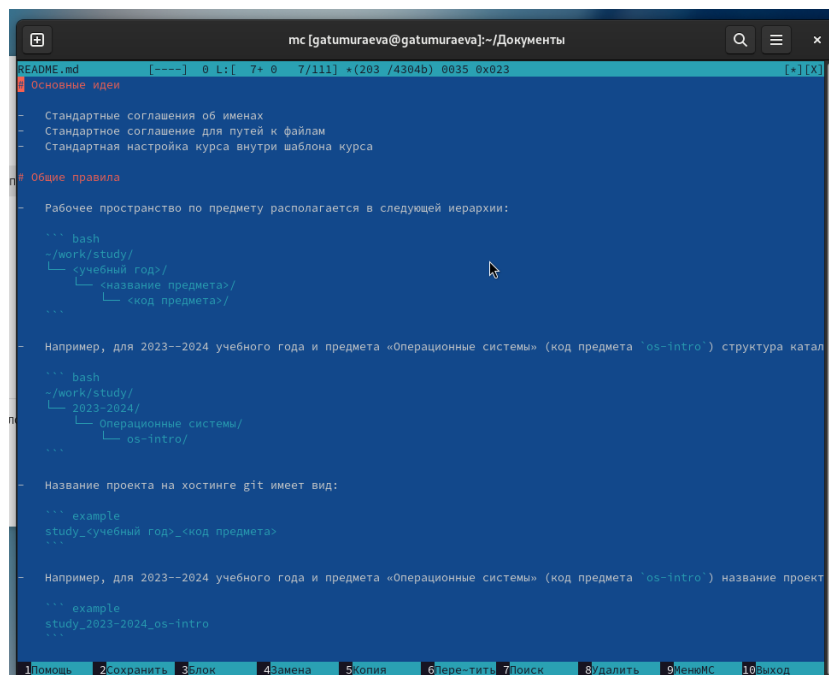 mc [gatumuraeva@gatumuraeva]:~/Документы
README.md [----] 0 L:[ 7+ 0 7/111] *(203 /4304b) 0035 0x023 [*][X]
# Основные идеи
- Стандартные соглашения об именах
- Стандартное соглашение для путей к файлам
- Стандартная настройка курса внутри шаблона курса
# Общие правила
- Рабочее пространство по предмету располагается в следующей иерархии:
``` bash
~/work/study/
└── <учебный год>/
└── <название предмета>/
└── <код предмета>/
```
- Например, для 2023--2024 учебного года и предмета «Операционные системы» (код предмета `os-intro`) структура катал
``` bash
~/work/study/
└── 2023-2024/
└── Операционные системы/
└── os-intro/
```
- Название проекта на хостинге git имеет вид:
``` example
study_<учебный год>_<код предмета>
```
- Например, для 2023--2024 учебного года и предмета «Операционные системы» (код предмета `os-intro`) название проект
``` example
study_2023-2024_os-intro
```
1Помощь 2Сохранить 3Блок 4Замена 5Копия 6Пере~тить 7Поиск 8Удалить 9МенюMC 10Выход